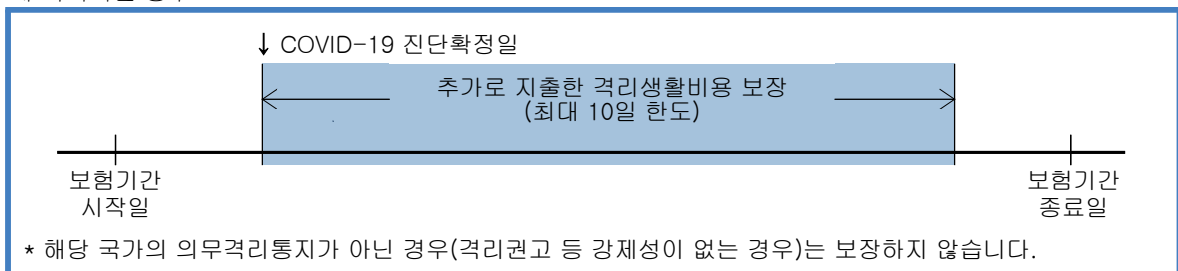 ↓ COVID-19 진단확정일
추가로 지출한 격리생활비용 보장
(최대 10일 한도)
보험기간
시작일
보험기간
종료일
* 해당 국가의 의무격리통지가 아닌 경우(격리권고 등 강제성이 없는 경우)는 보장하지 않습니다.